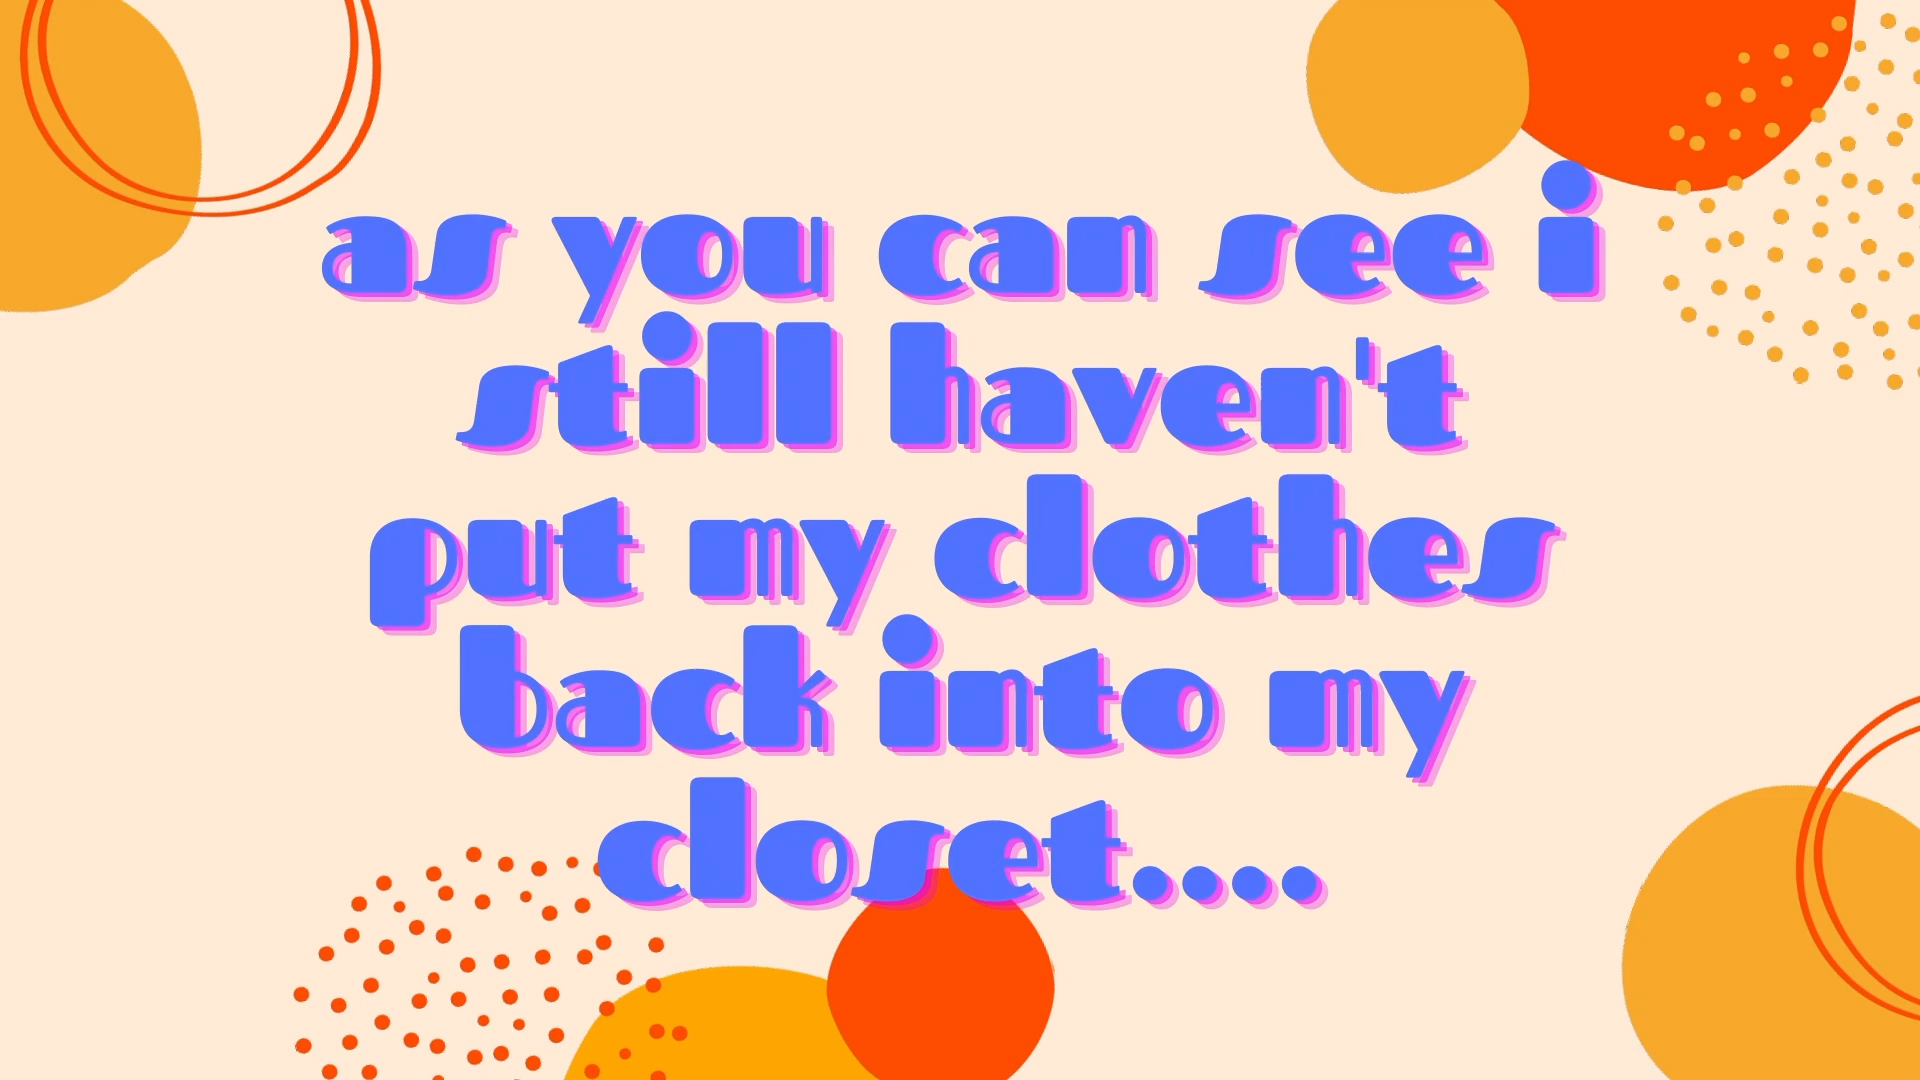 as you can see i
still haven't
put my clothes
back into my
closet....